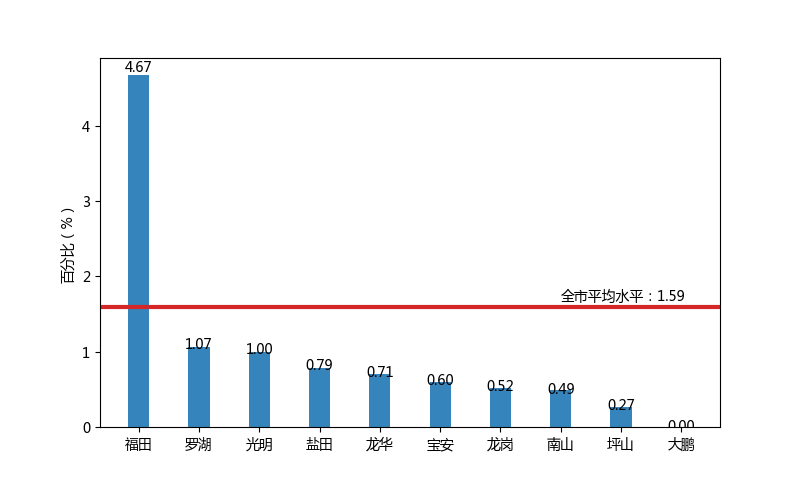 4.67
4
3
2
1
0
百分比（%）
全市平均水平：1.59
1.07
1.00
0.79
0.71
0.60
0.52
0.49
0.27
0.00
福田
罗湖
光明
盐田
龙华
宝安
龙岗
南山
坪山
大鹏